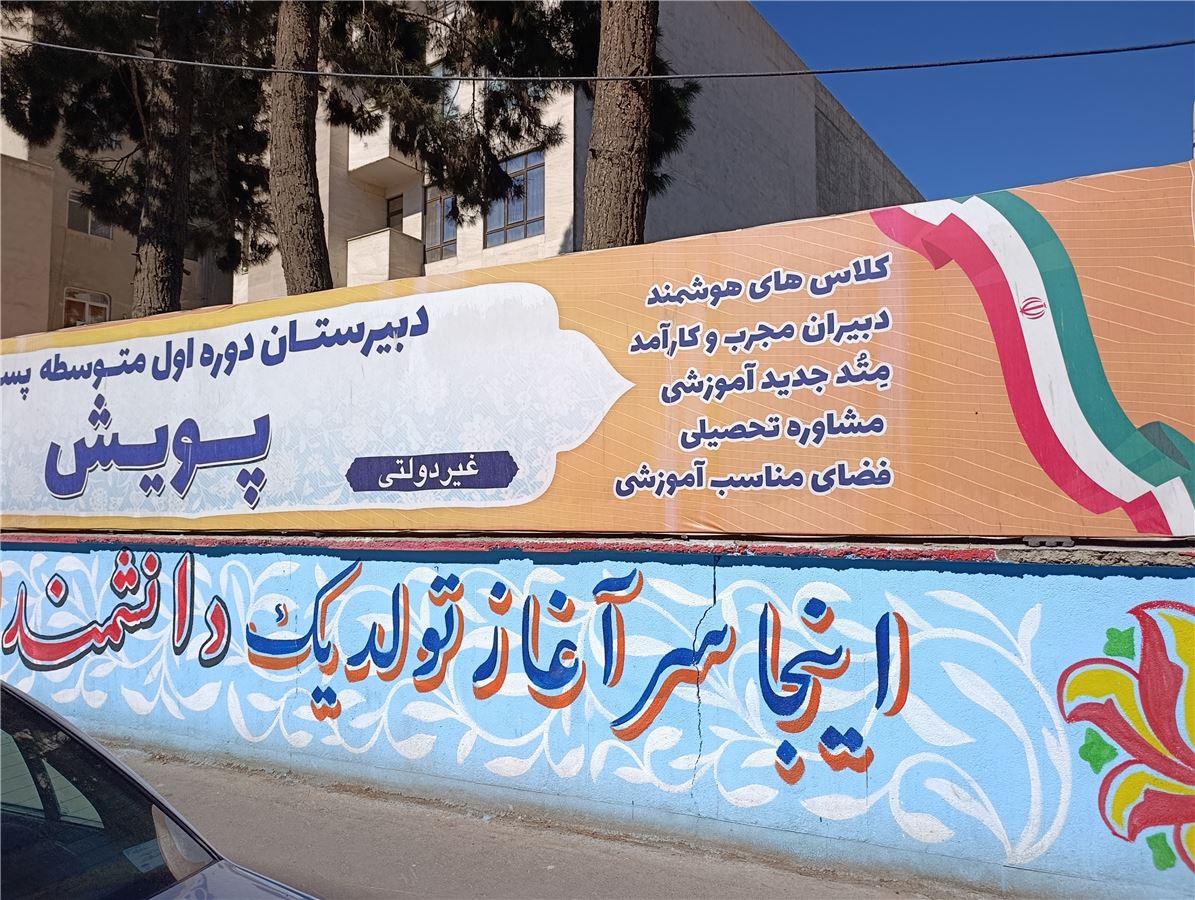 کلاس های هوشمند
دبیران مجرب و کارآمد
مِتُد جدید آموزشی
مشاوره تحصیلی
فضای مناسب آموزشی
دبیرستان دوره اول متوسطه
پویش
غیردولتی
اینجا سرآغاز تولد یک دانشمند